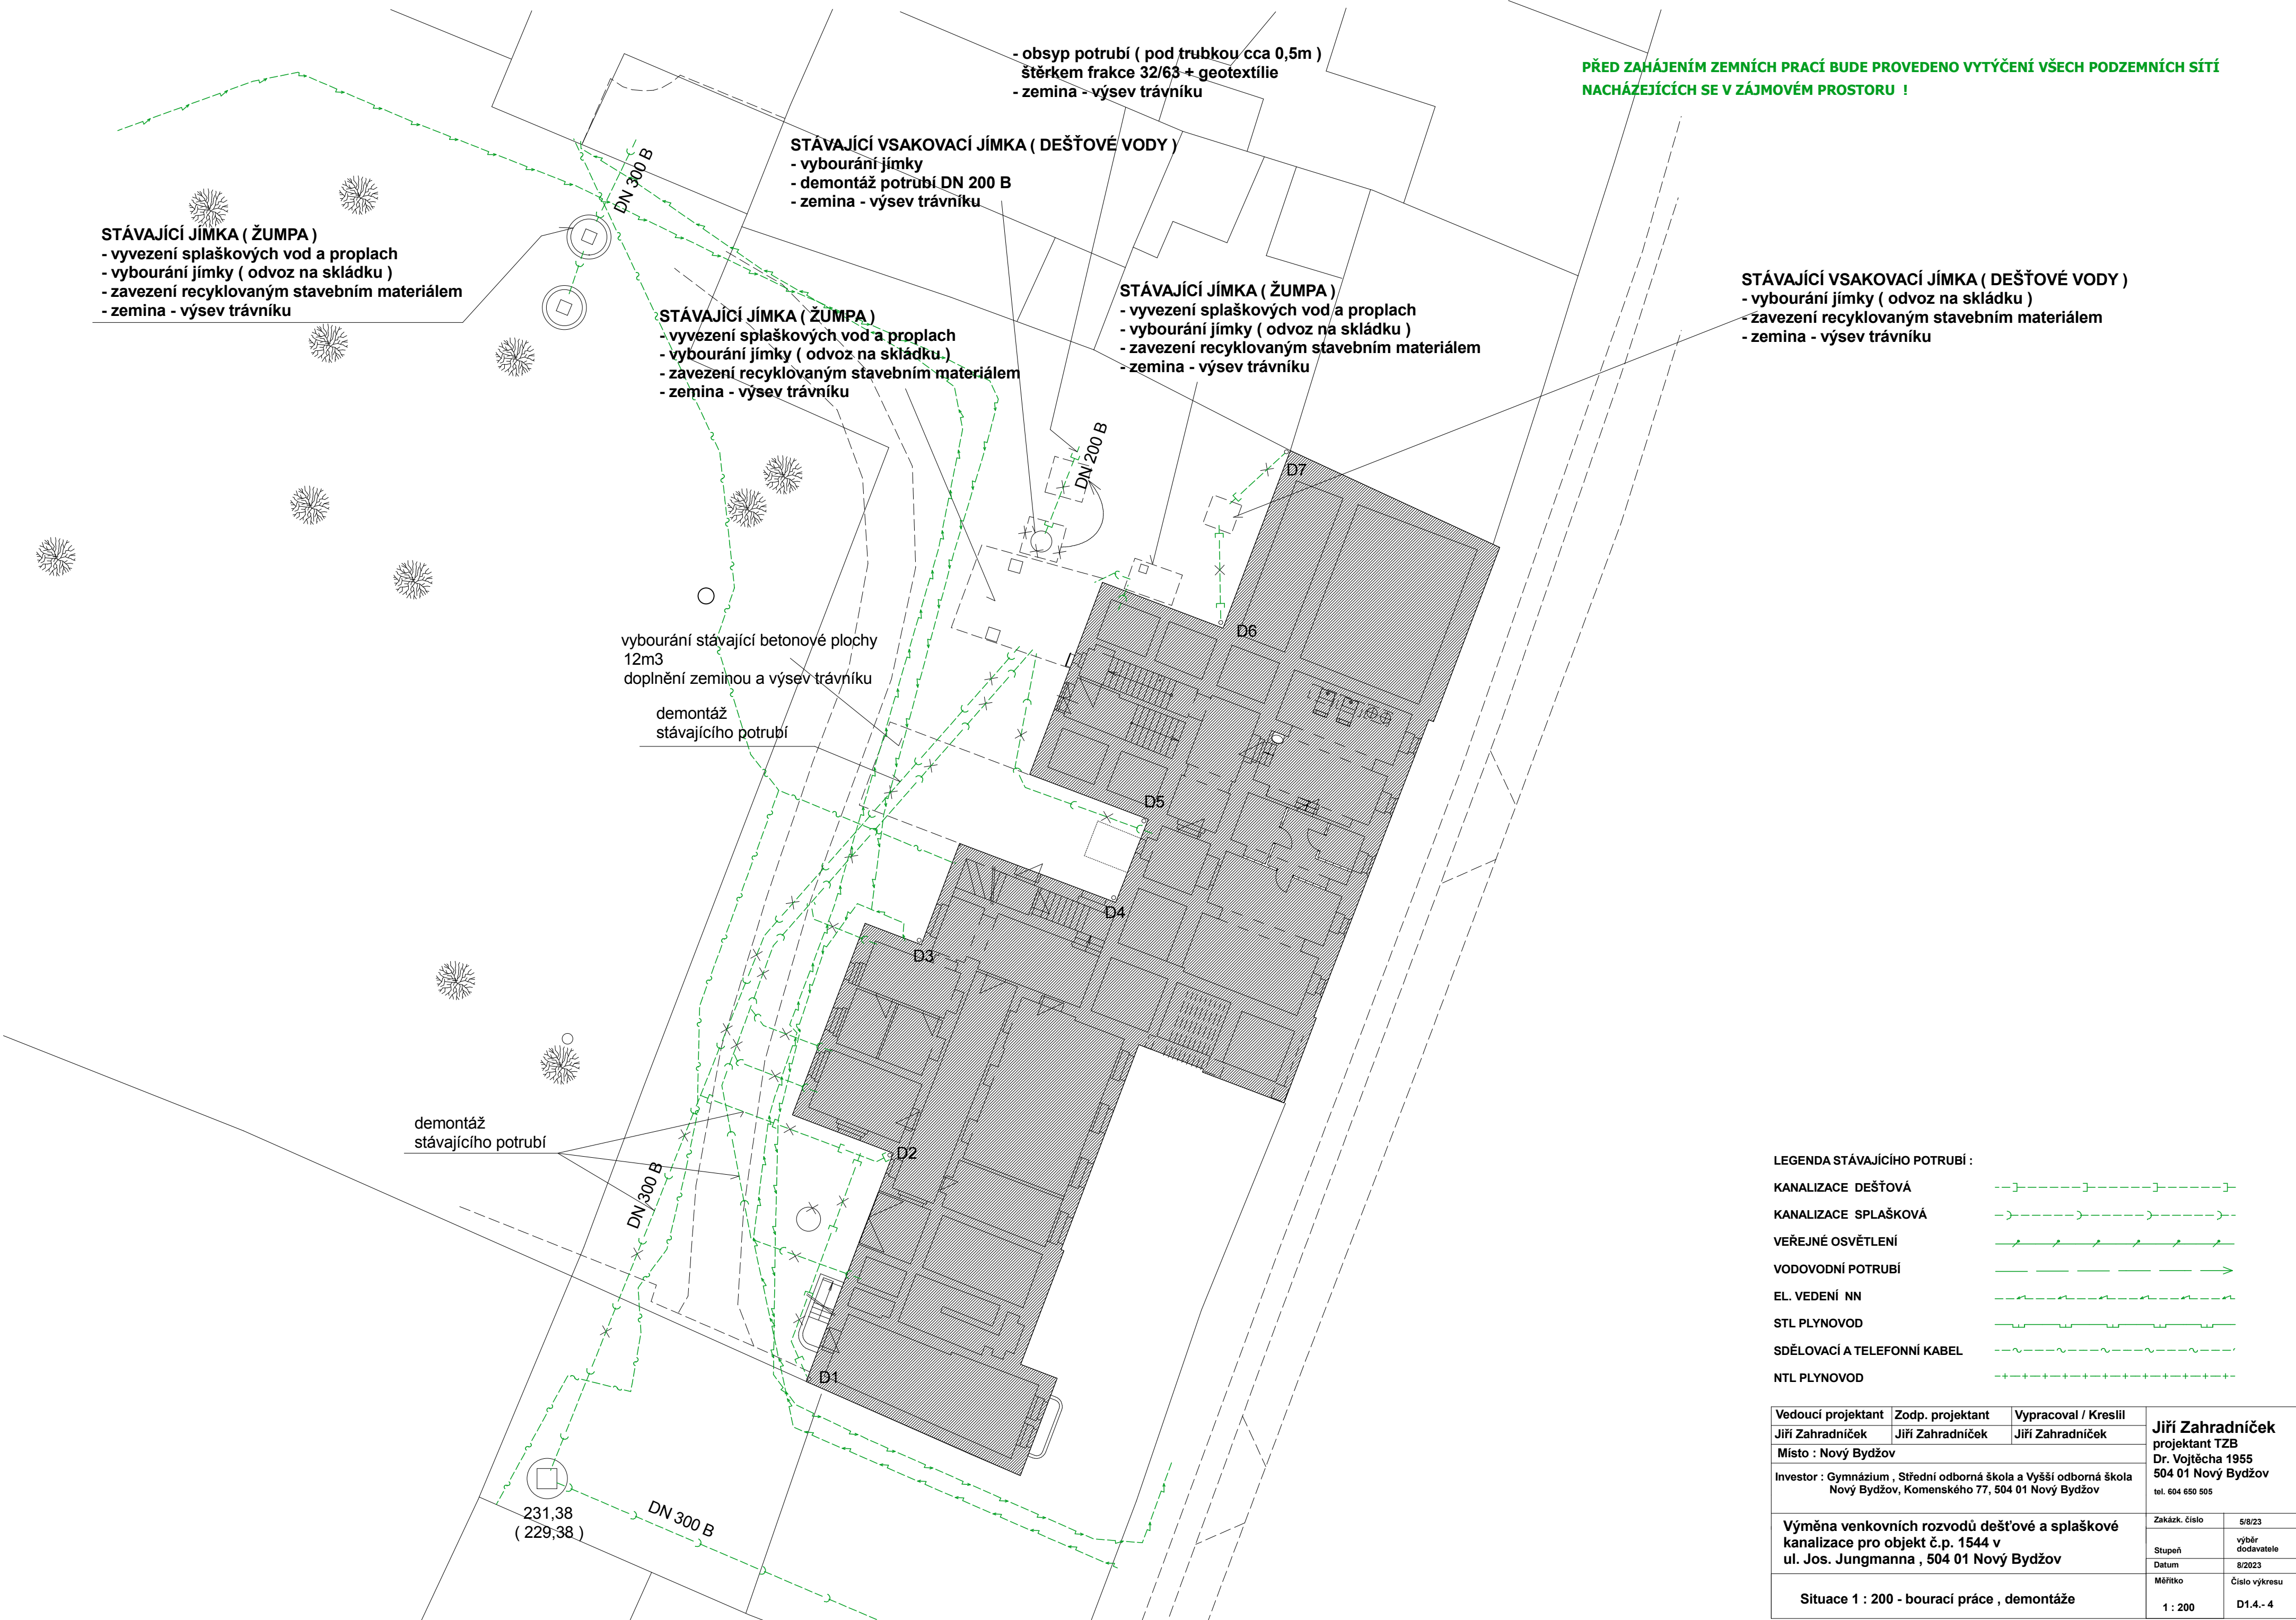 - obsyp potrubí ( pod trubkou cca 0,5m )
štěrkem frakce 32/63 + geotextílie
- zemina - výsev trávníku
PŘED ZAHÁJENÍM ZEMNÍCH PRACÍ BUDE PROVEDENO VYTÝČENÍ VŠECH PODZEMNÍCH SÍTÍ
NACHÁZEJÍCÍCH SE V ZÁJMOVÉM PROSTORU !
STÁVAJÍCÍ VSAKOVACÍ JÍMKA ( DEŠŤOVÉ VODY )
- vybourání jímky
- demontáž potrubí DN 200 B
- zemina - výsev trávníku
DN 300 B
STÁVAJÍCÍ JÍMKA ( ŽUMPA )
- vyvezení splaškových vod a proplach
- vybourání jímky ( odvoz na skládku )
- zavezení recyklovaným stavebním materiálem
- zemina - výsev trávníku
STÁVAJÍCÍ JÍMKA ( ŽUMPA )
- vyvezení splaškových vod a proplach
- vybourání jímky ( odvoz na skládku )
- zavezení recyklovaným stavebním materiálem
- zemina - výsev trávníku
STÁVAJÍCÍ JÍMKA ( ŽUMPA )
- vyvezení splaškových vod a proplach
- vybourání jímky ( odvoz na skládku )
- zavezení recyklovaným stavebním materiálem
- zemina - výsev trávníku
STÁVAJÍCÍ VSAKOVACÍ JÍMKA ( DEŠŤOVÉ VODY )
- vybourání jímky ( odvoz na skládku )
- zavezení recyklovaným stavebním materiálem
- zemina - výsev trávníku
DN 200 B
D7
D6
vybourání stávající betonové plochy
12m3
doplnění zeminou a výsev trávníku
demontáž
stávajícího potrubí
D5
D4
D3
demontáž
stávajícího potrubí
D2
DN 300 B
D1
231,38
( 229,38 )
DN 300 B
LEGENDA STÁVAJÍCÍHO POTRUBÍ :
KANALIZACE DEŠŤOVÁ
KANALIZACE SPLAŠKOVÁ
VEŘEJNÉ OSVĚTLENÍ
VODOVODNÍ POTRUBÍ
EL. VEDENÍ NN
STL PLYNOVOD
SDĚLOVACÍ A TELEFONNÍ KABEL
NTL PLYNOVOD
Vedoucí projektant Zodp. projektant Vypracoval / Kreslil
Jiří Zahradníček Jiří Zahradníček Jiří Zahradníček
Místo : Nový Bydžov
Investor : Gymnázium , Střední odborná škola a Vyšší odborná škola
Nový Bydžov, Komenského 77, 504 01 Nový Bydžov
Jiří Zahradníček
projektant TZB
Dr. Vojtěcha 1955
504 01 Nový Bydžov
tel. 604 650 505
Výměna venkovních rozvodů dešťové a splaškové
kanalizace pro objekt č.p. 1544 v
ul. Jos. Jungmanna , 504 01 Nový Bydžov
Zakázk. číslo 5/8/23
Stupeň výběr
dodavatele
Datum 8/2023
Situace 1 : 200 - bourací práce , demontáže
Měřítko Číslo výkresu
1 : 200 D1.4.- 4